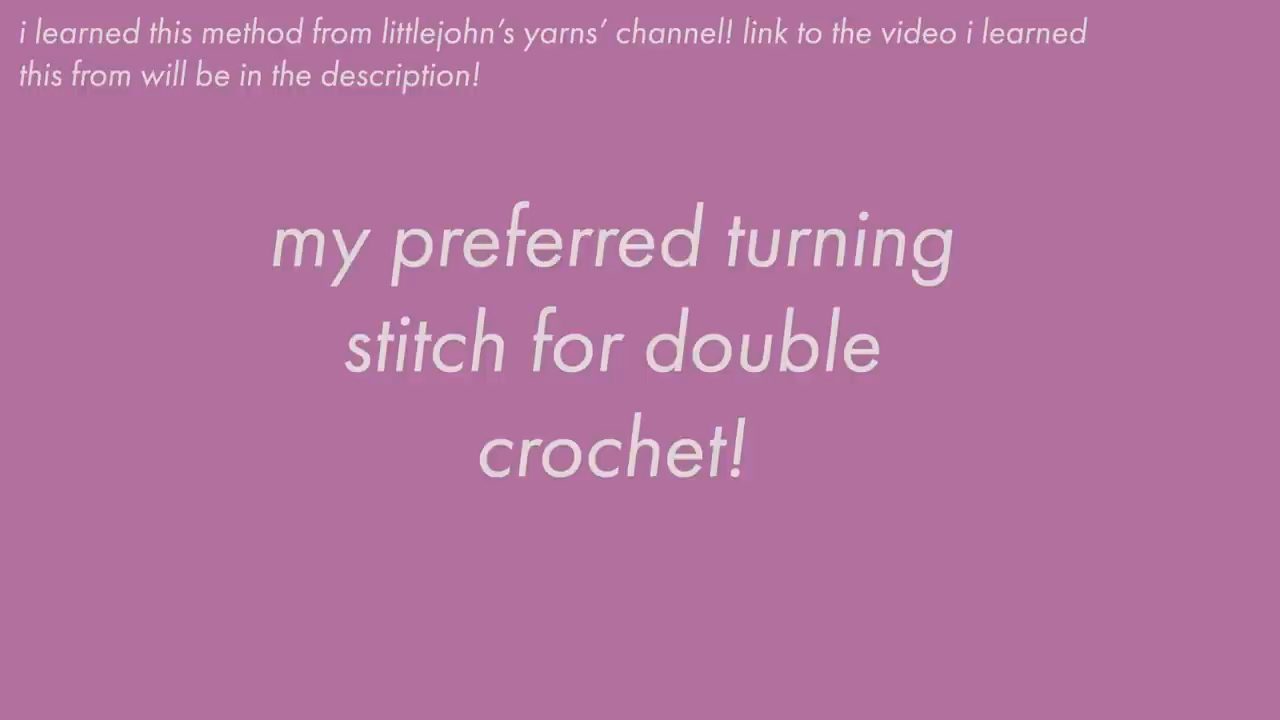 i learned this method from littlejohn’s yarns’ channel! link to the video i learned
this from will be in the description!
my preferred turning
stitch for double
crochet!